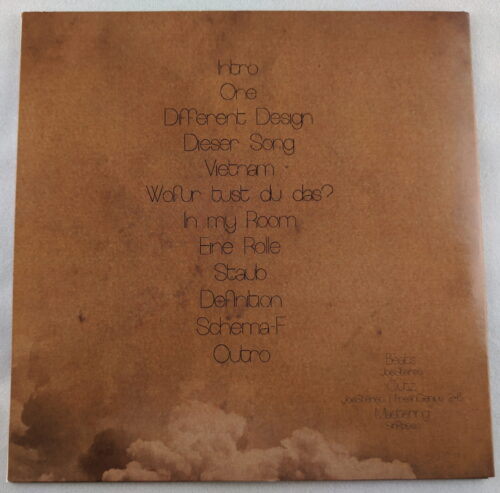 Intro
One
Different Design
Dieser Song
Vietnam
Wofür tust du das?
In my Room
Eine Rolle
Staub
Definition
Schema-F
Outro
Beats
Cuts
Mastering